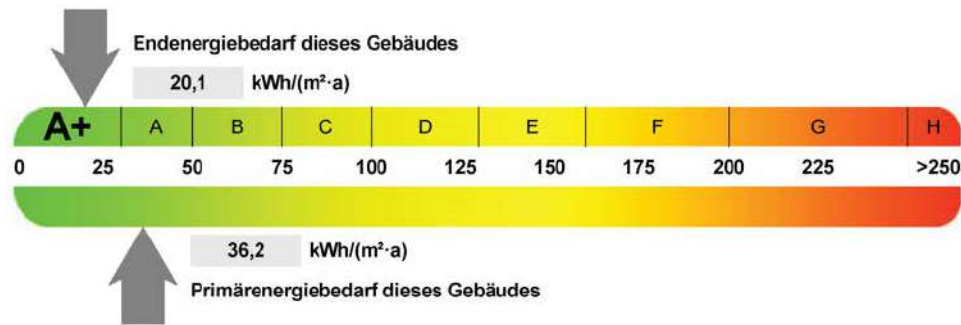 Endenergiebedarf dieses Gebäudes
20,1 kWh/(m²·a)
A+ A B C D E F G H
0 25 50 75 100 125 150 175 200 225 >250
36,2 kWh/(m²·a)
Primärenergiebedarf dieses Gebäudes